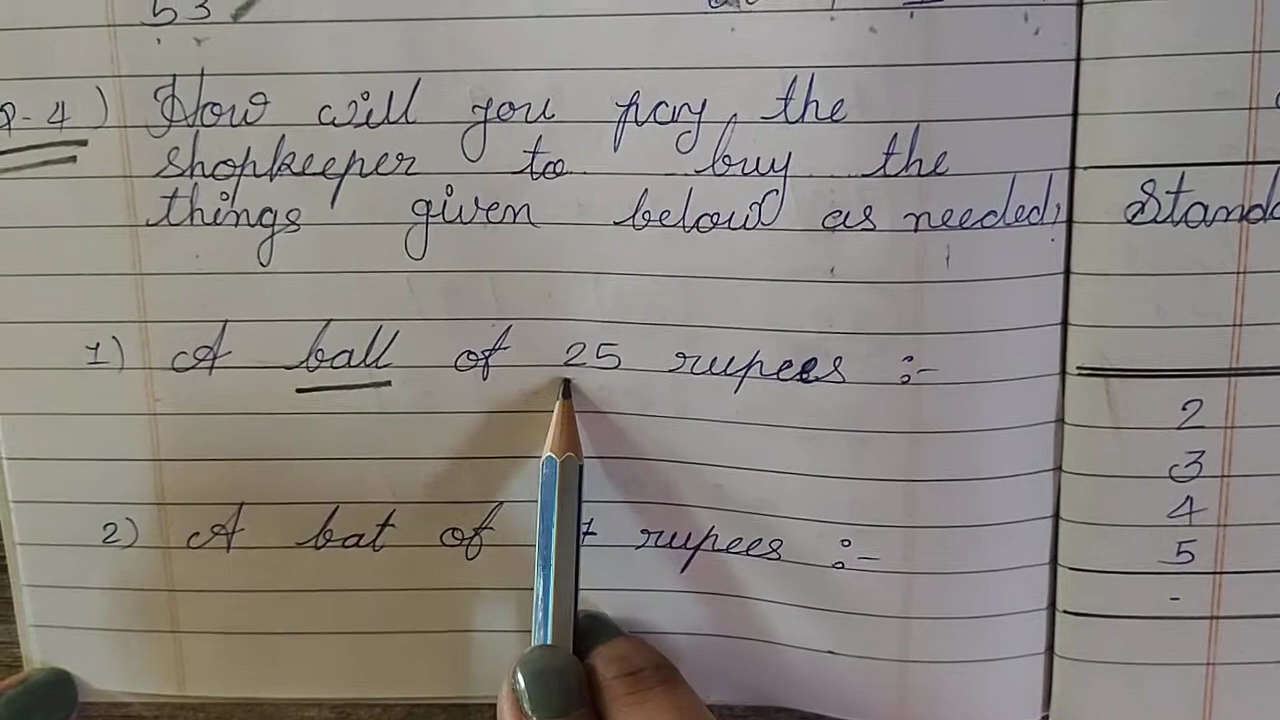 53
Q-4) How will you pay, the
shopkeeper to buy the
things given below as needed;
1) A ball of 25 rupees :-
2) A bat of 7 rupees :-
2
3
4
5
-